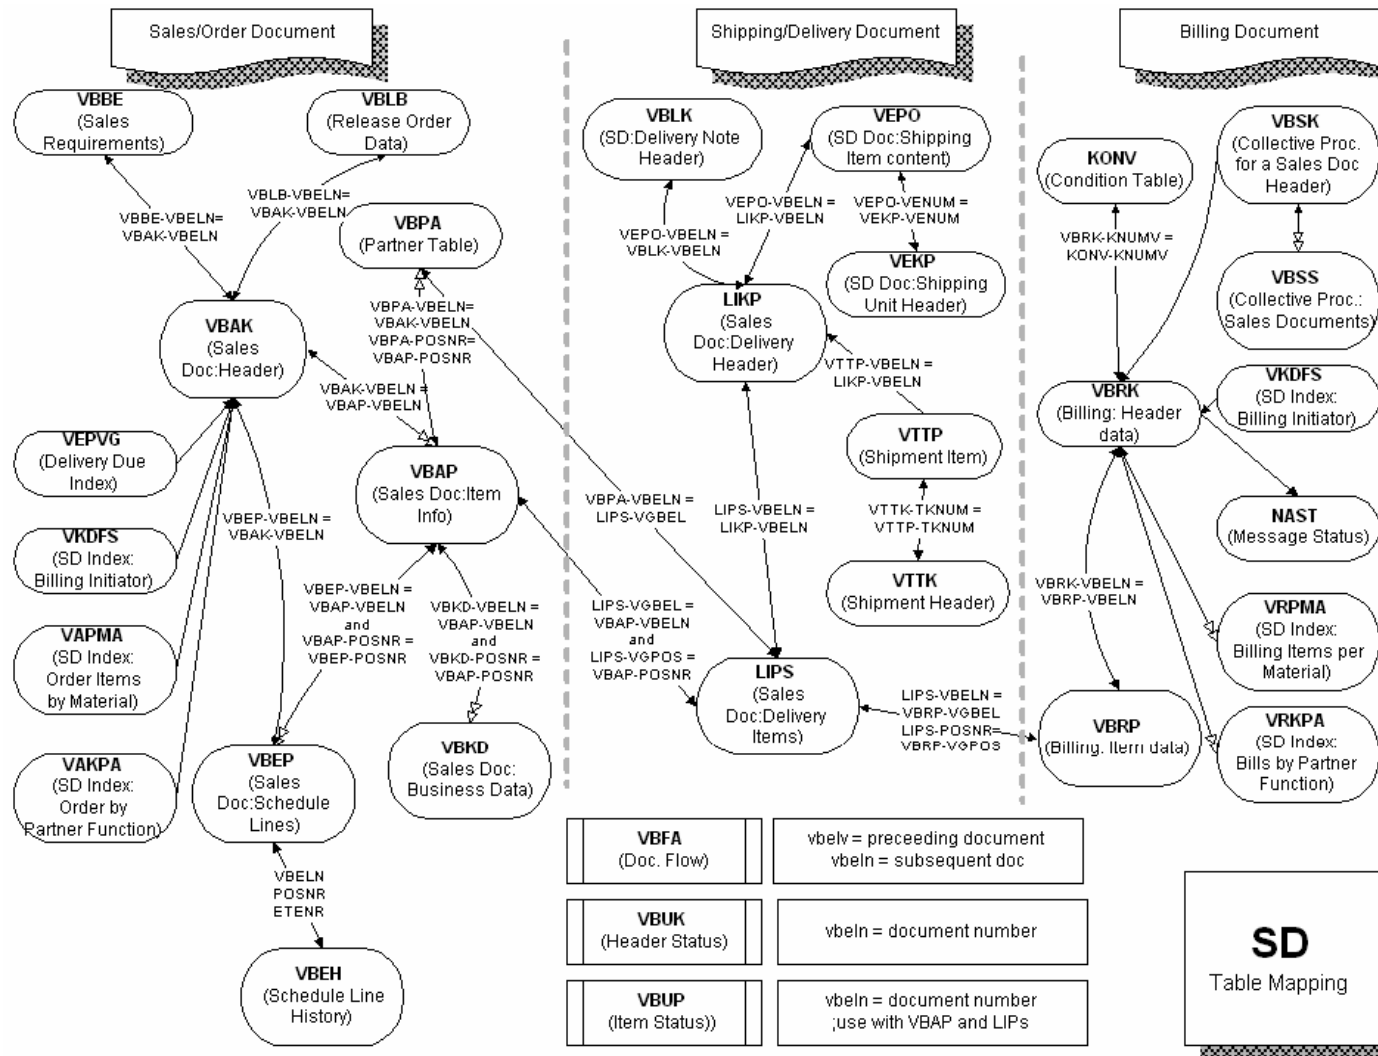 Sales/Order Document
Shipping/Delivery Document
Billing Document
VBBE
(Sales
Requirements)
VBLB
(Release Order
Data)
VBBE-VBELN=
VBAK-VBELN
VBLB-VBELN=
VBAK-VBELN
VBPA
(Partner Table)
VBPA-VBELN=
VBAK-VBELN
VBPA-POSNR=
VBAP-POSNR
VBAK
(Sales
Doc:Header)
VBAK-VBELN=
VBAP-VBELN
VEPVG
(Delivery Due
Index)
VKDFS
(SD Index:
Billing Initiator)
VAPMA
(SD Index:
Order Items
by Material)
VAKPA
(SD Index:
Order by
Partner Function)
VBAP
(Sales Doc:Item
Info)
VBEP-VBELN =
VBAK-VBELN
VBEP-VBELN =
VBAP-VBELN
and
VBAP-POSNR =
VBEP-POSNR
VBKD-VBELN =
VBAP-VBELN
and
VBKD-POSNR =
VBAP-POSNR
VBEP
(Sales
Doc:Schedule
Lines)
VBKD
(Sales Doc:
Business Data)
VBELN
POSNR
ETENR
VBEH
(Schedule Line
History)
VBLK
(SD:Delivery Note
Header)
VEPO
(SD Doc:Shipping
Item content)
VEPO-VBELN =
VBLK-VBELN
VEPO-VBELN =
LIKP-VBELN
VEPO-VENUM =
VEKP-VENUM
VEKP
(SD Doc:Shipping
Unit Header)
LIKP
(Sales
Doc:Delivery
Header)
VTTP-VBELN =
LIKP-VBELN
VTTP
(Shipment Item)
VTTK-TKNUM =
VTTP-TKNUM
VTTK
(Shipment Header)
VBPA-VBELN =
LIPS-VGBEL
LIPS-VBELN =
LIKP-VBELN
LIPS-VGBEL =
VBAP-VBELN
and
LIPS-VGPOS =
VBAP-POSNR
LIPS
(Sales
Doc:Delivery
Items)
LIPS-VBELN =
VBRP-VGBEL
LIPS-POSNR=
VBRP-VGPOS
KONV
(Condition Table)
VBSK
(Collective Proc.
for a Sales Doc
Header)
VBRK-KNUMV =
KONV-KNUMV
VBSS
(Collective Proc.:
Sales Documents)
VBRK
(Billing: Header
data)
VKDFS
(SD Index:
Billing Initiator)
NAST
(Message Status)
VBRK-VBELN =
VBRP-VBELN
VRPMA
(SD Index:
Billing Items per
Material)
VBRP
(Billing: Item data)
VRKPA
(SD Index:
Bills by Partner
Function)
VBFA
(Doc. Flow)
vbelv = preceeding document
vbeln = subsequent doc
VBUK
(Header Status)
vbeln = document number
VBUP
(Item Status))
vbeln = document number
;use with VBAP and LIPs
SD
Table Mapping